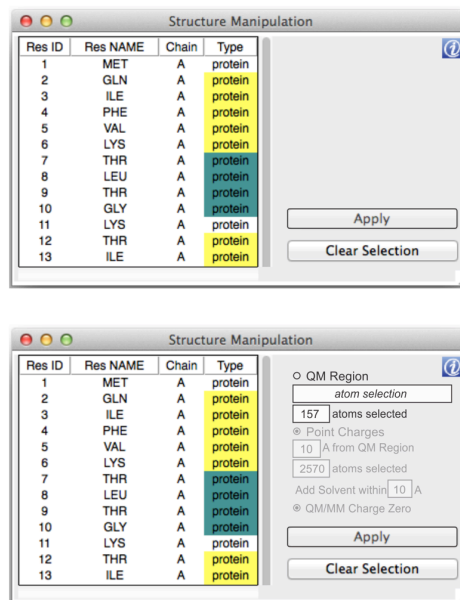 Structure Manipulation
Res ID Res NAME Chain Type
1 MET A protein
2 GLN A protein
3 ILE A protein
4 PHE A protein
5 VAL A protein
6 LYS A protein
7 THR A protein
8 LEU A protein
9 THR A protein
10 GLY A protein
11 LYS A protein
12 THR A protein
13 ILE A protein
i
Apply
Clear Selection
Structure Manipulation
Res ID Res NAME Chain Type
1 MET A protein
2 GLN A protein
3 ILE A protein
4 PHE A protein
5 VAL A protein
6 LYS A protein
7 THR A protein
8 LEU A protein
9 THR A protein
10 GLY A protein
11 LYS A protein
12 THR A protein
13 ILE A protein
i
QM Region
atom selection
157 atoms selected
Point Charges
10 A from QM Region
2570 atoms selected
Add Solvent within 10 A
QM/MM Charge Zero
Apply
Clear Selection